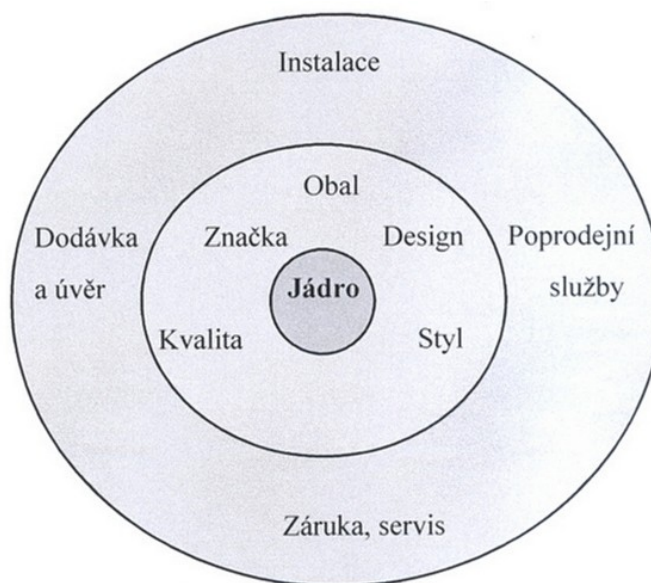 Instalace
Obal
Dodávka
a úvěr
Značka
Design
Poprodejní
služby
Jádro
Kvalita
Styl
Záruka, servis